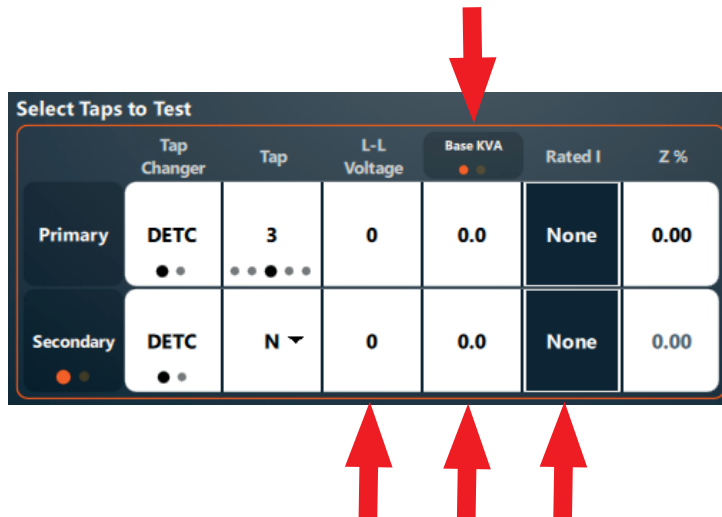 Select Taps to Test
Tap Changer Tap L-L Voltage Base KVA Rated I Z %
Primary DETC 3 0 0.0 None 0.00
Secondary DETC N 0 0.0 None 0.00